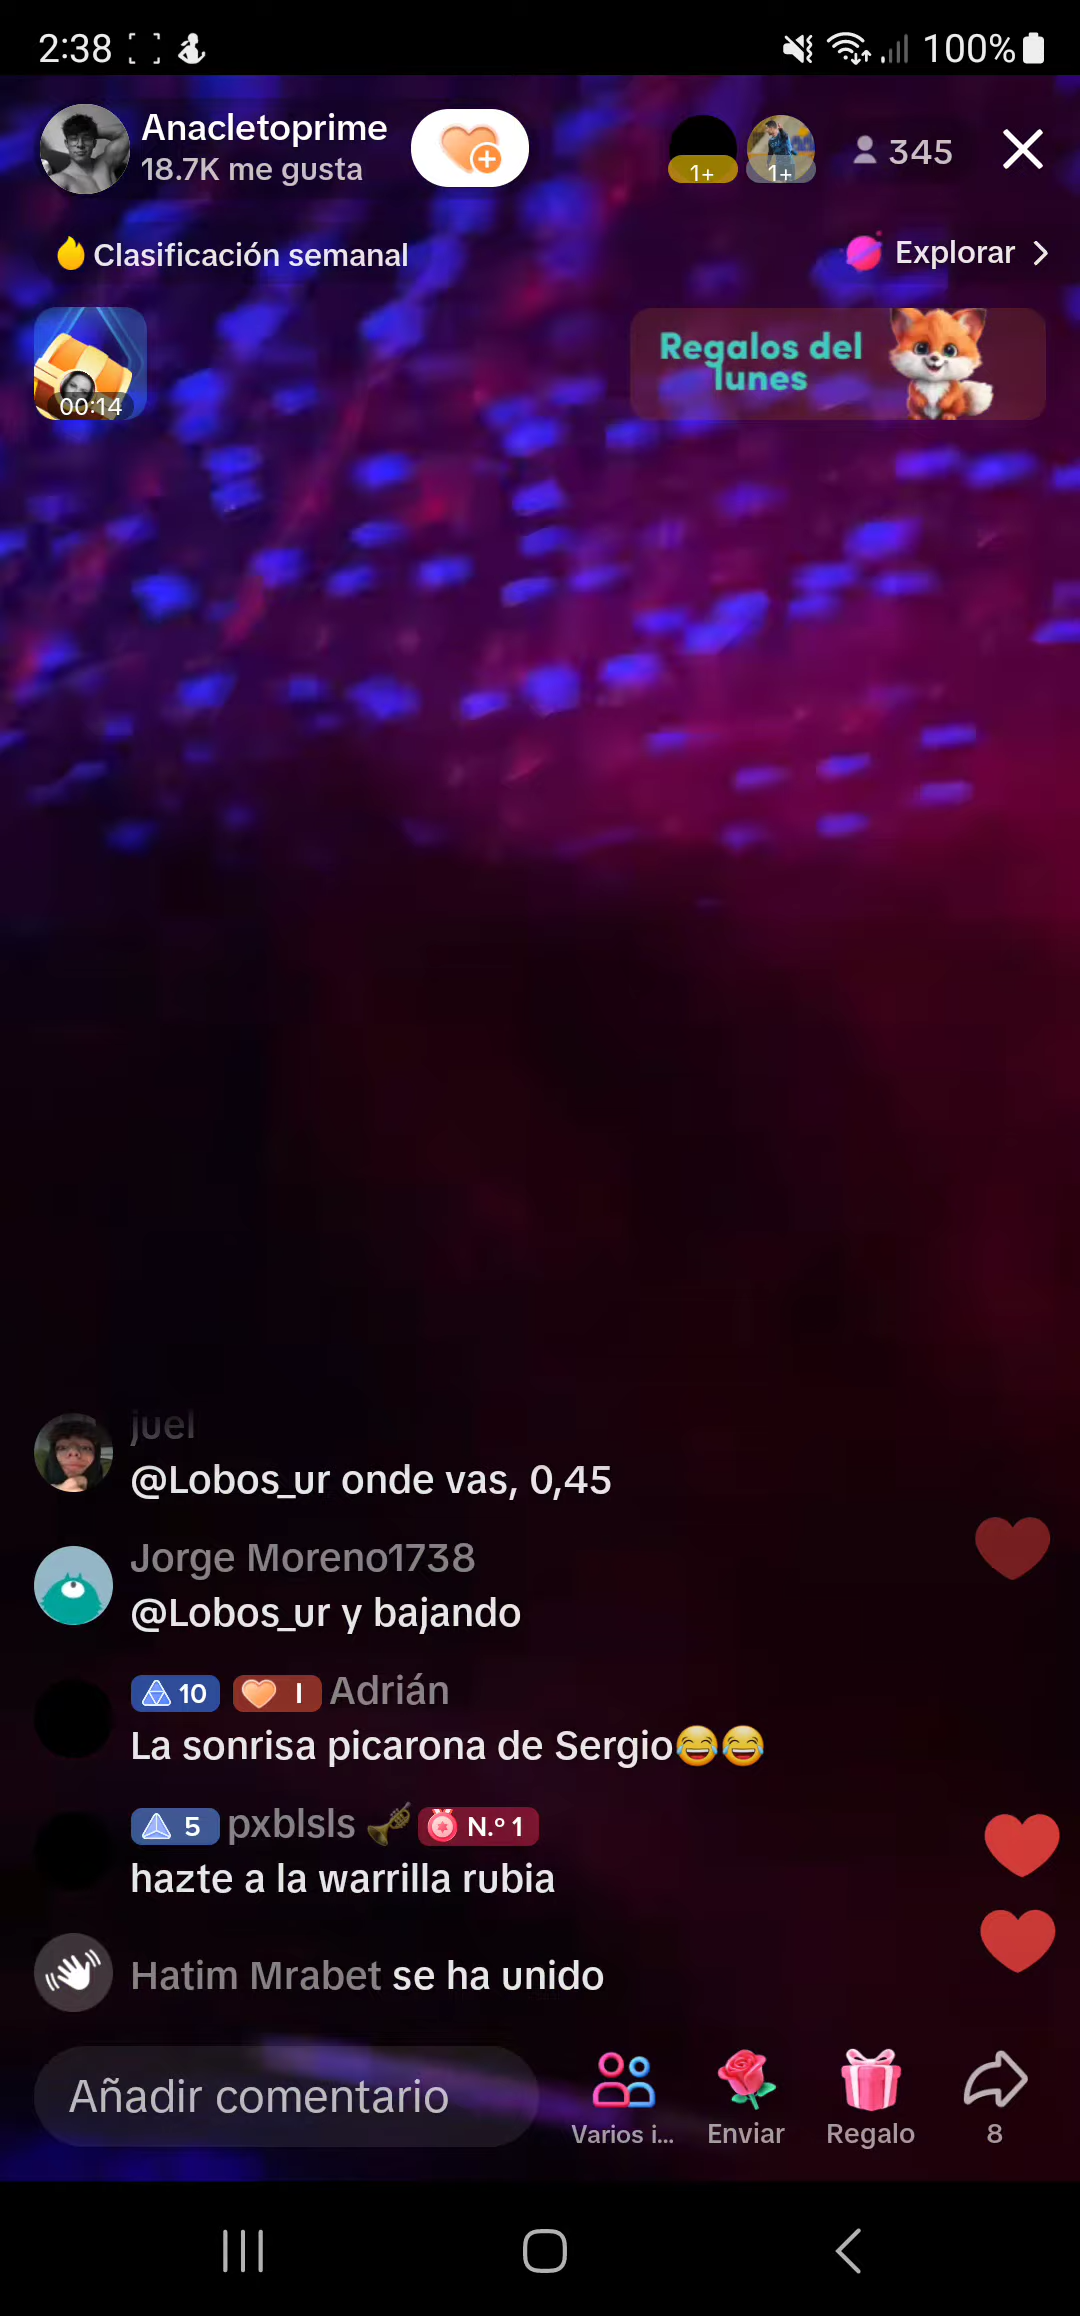 2:38
100%
Anacletoprime
18.7K me gusta
1+
1+
345
Clasificación semanal
Explorar
00:14
Regalos del
lunes
juel
@Lobos_ur onde vas, 0,45
Jorge Moreno1738
@Lobos_ur y bajando
10 I Adrián
La sonrisa picarona de Sergio😂😂
5 pxblsls 🎺 N.º 1
hazte a la warrilla rubia
Hatim Mrabet se ha unido
Añadir comentario
Varios i...
Enviar
Regalo
8